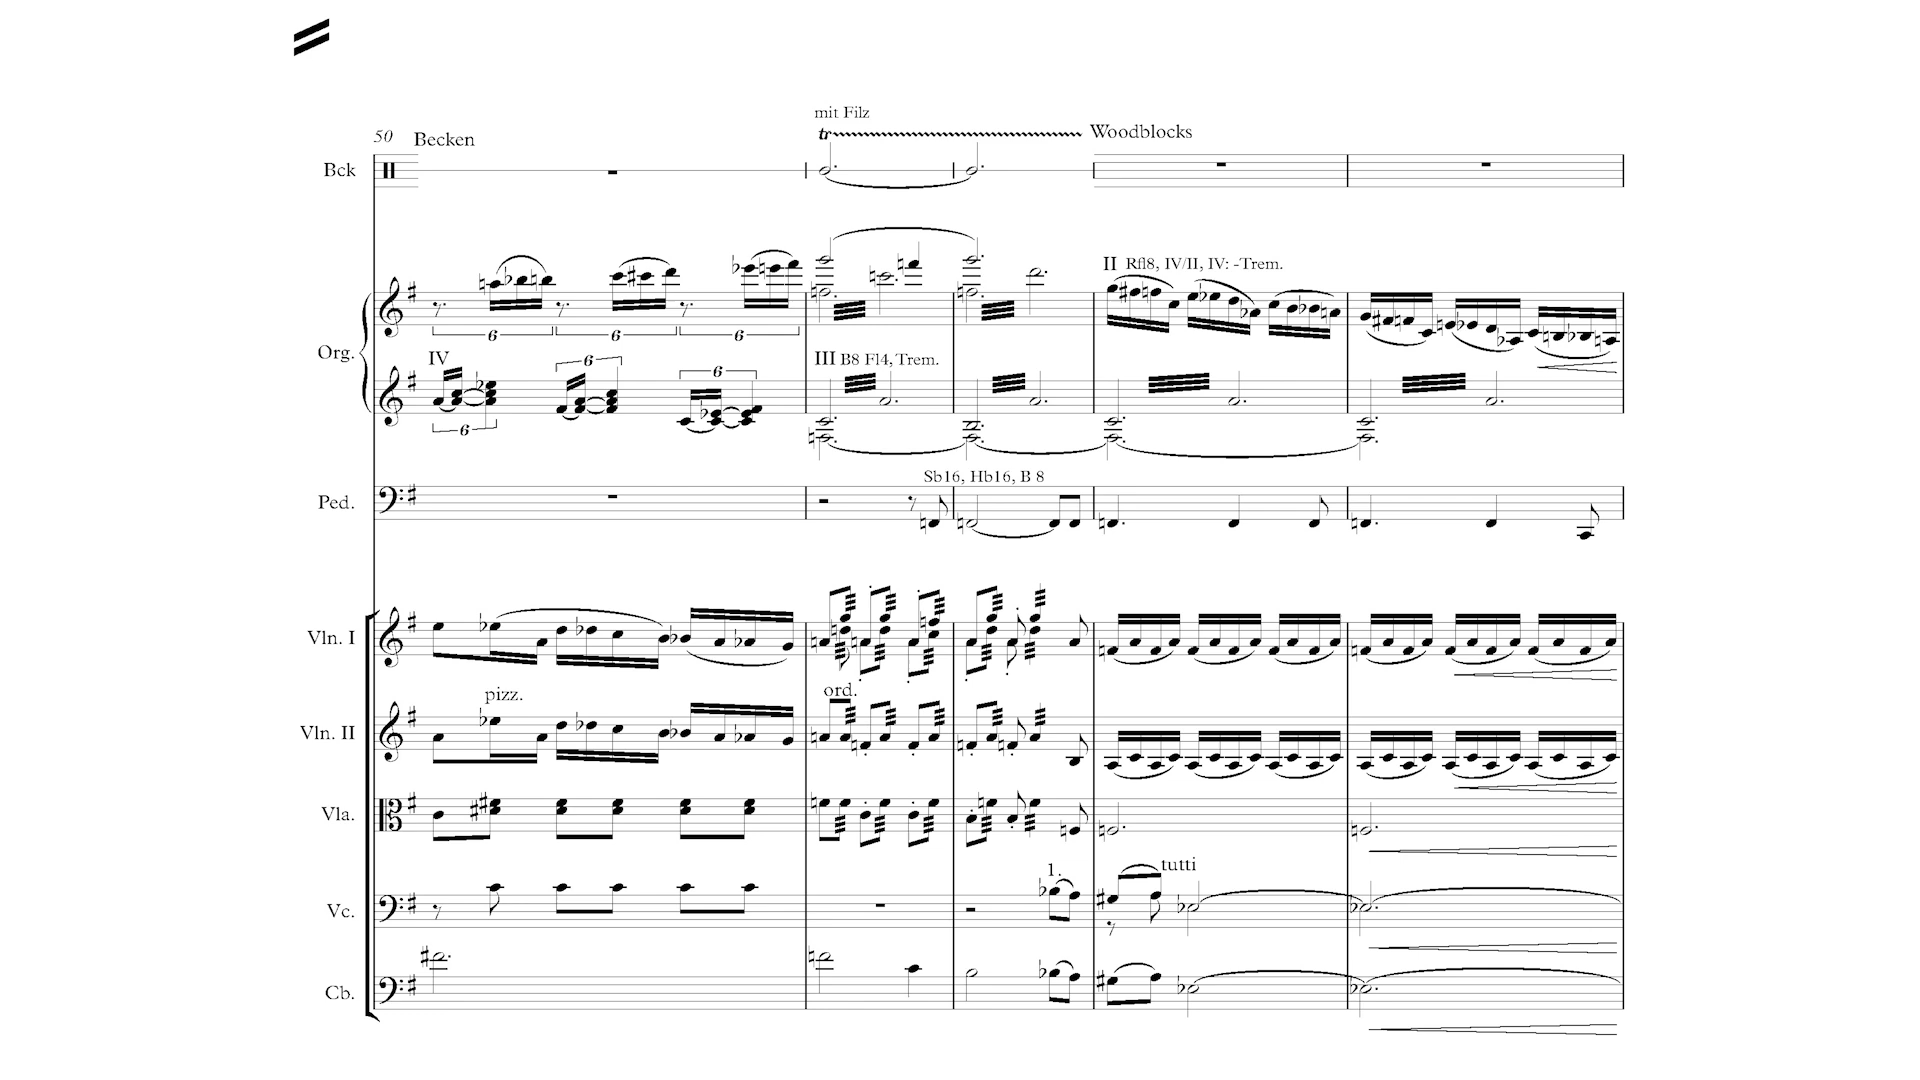 mit Filz
50 Becken tr Woodblocks
Bck
II Rfl8, IV/II, IV: -Trem.
6 6 6
Org.
IV 6 6 III B8 Fl4, Trem.
6
Sb16, Hb16, B 8
Ped.
Vln. I
pizz. ord.
Vln. II
Vla.
1. tutti
Vc.
Cb.